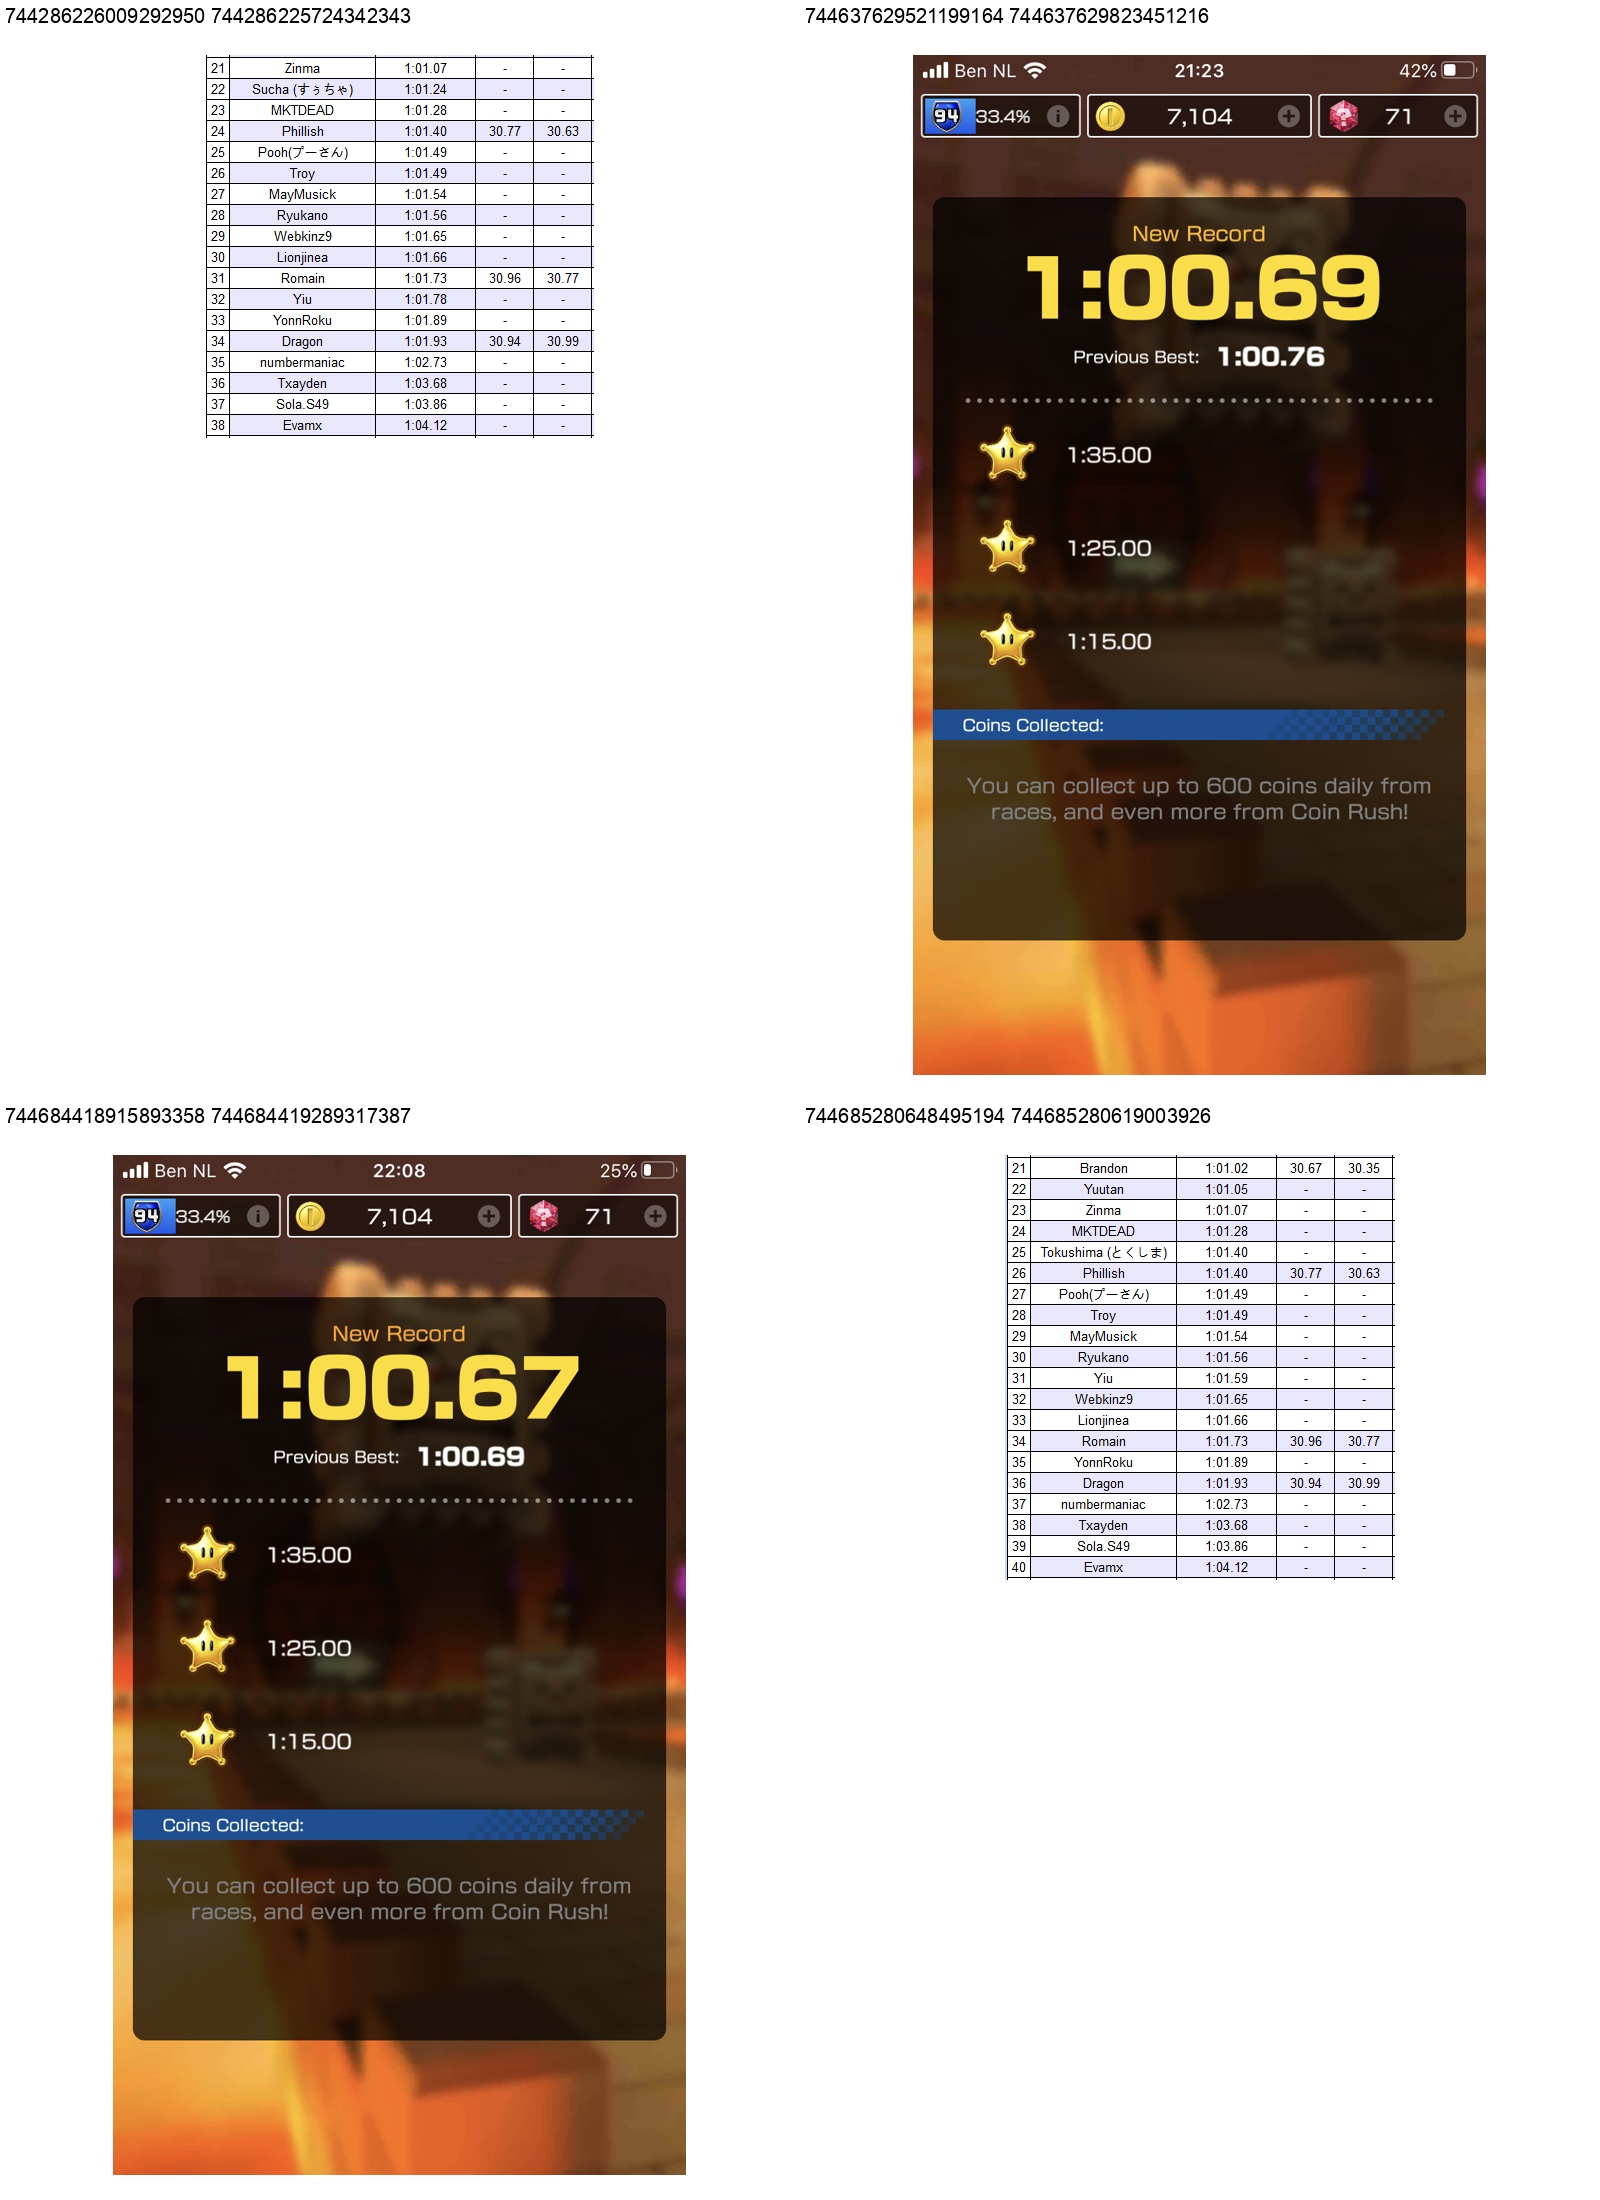 744286226009292950 744286225724342343
21 Zinma 1:01.07 - -
22 Sucha (すぅちゃ) 1:01.24 - -
23 MKTDEAD 1:01.28 - -
24 Phillish 1:01.40 30.77 30.63
25 Pooh(プーさん) 1:01.49 - -
26 Troy 1:01.49 - -
27 MayMusick 1:01.54 - -
28 Ryukano 1:01.56 - -
29 Webkinz9 1:01.65 - -
30 Lionjinea 1:01.66 - -
31 Romain 1:01.73 30.96 30.77
32 Yiu 1:01.78 - -
33 YonnRoku 1:01.89 - -
34 Dragon 1:01.93 30.94 30.99
35 numbermaniac 1:02.73 - -
36 Txayden 1:03.68 - -
37 Sola.S49 1:03.86 - -
38 Evamx 1:04.12 - -
744637629521199164 744637629823451216
Ben NL 21:23 42%
94 33.4% i 7,104 + 71 +
New Record
1:00.69
Previous Best: 1:00.76
1:35.00
1:25.00
1:15.00
Coins Collected:
You can collect up to 600 coins daily from
races, and even more from Coin Rush!
744684418915893358 744684419289317387
Ben NL 22:08 25%
94 33.4% i 7,104 + 71 +
New Record
1:00.67
Previous Best: 1:00.69
1:35.00
1:25.00
1:15.00
Coins Collected:
You can collect up to 600 coins daily from
races, and even more from Coin Rush!
744685280648495194 744685280619003926
21 Brandon 1:01.02 30.67 30.35
22 Yuutan 1:01.05 - -
23 Zinma 1:01.07 - -
24 MKTDEAD 1:01.28 - -
25 Tokushima (とくしま) 1:01.40 - -
26 Phillish 1:01.40 30.77 30.63
27 Pooh(プーさん) 1:01.49 - -
28 Troy 1:01.49 - -
29 MayMusick 1:01.54 - -
30 Ryukano 1:01.56 - -
31 Yiu 1:01.59 - -
32 Webkinz9 1:01.65 - -
33 Lionjinea 1:01.66 - -
34 Romain 1:01.73 30.96 30.77
35 YonnRoku 1:01.89 - -
36 Dragon 1:01.93 30.94 30.99
37 numbermaniac 1:02.73 - -
38 Txayden 1:03.68 - -
39 Sola.S49 1:03.86 - -
40 Evamx 1:04.12 - -